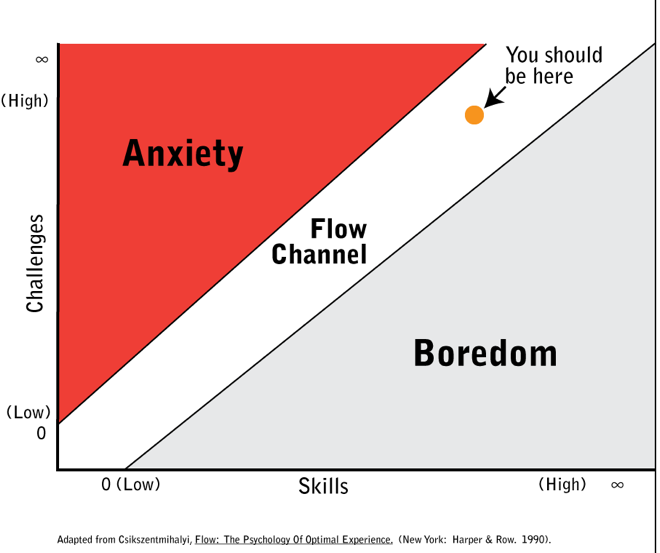 ∞
You should
be here
(High)
Anxiety
Challenges
Flow
Channel
Boredom
(Low)
0
0 (Low)
Skills
(High) ∞
Adapted from Csikszentmihalyi, Flow: The Psychology Of Optimal Experience. (New York: Harper & Row. 1990).